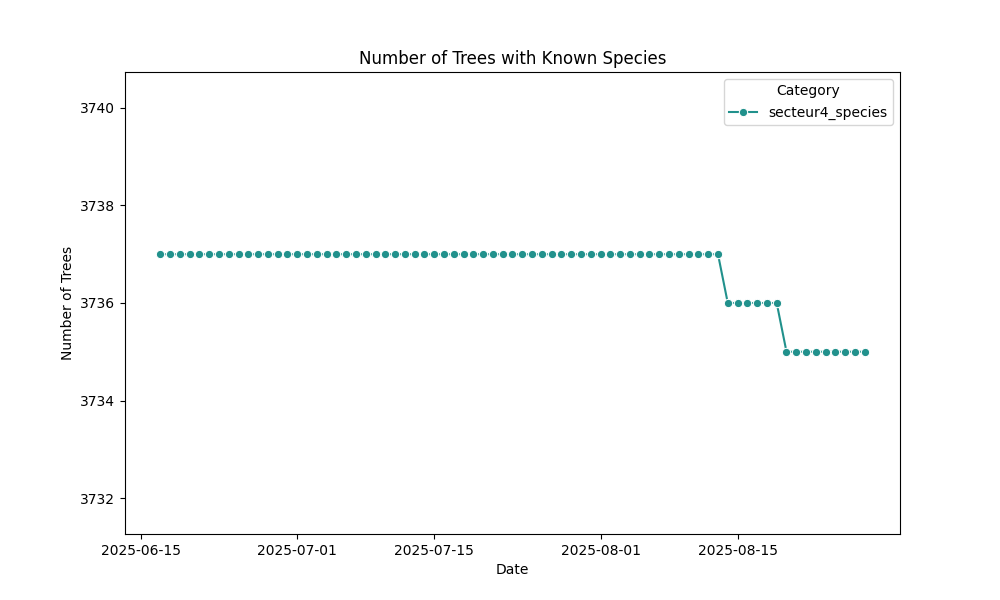 Number of Trees with Known Species
Category
secteur4_species
3740
3738
3736
3734
3732
Number of Trees
2025-06-15
2025-07-01
2025-07-15
2025-08-01
2025-08-15
Date